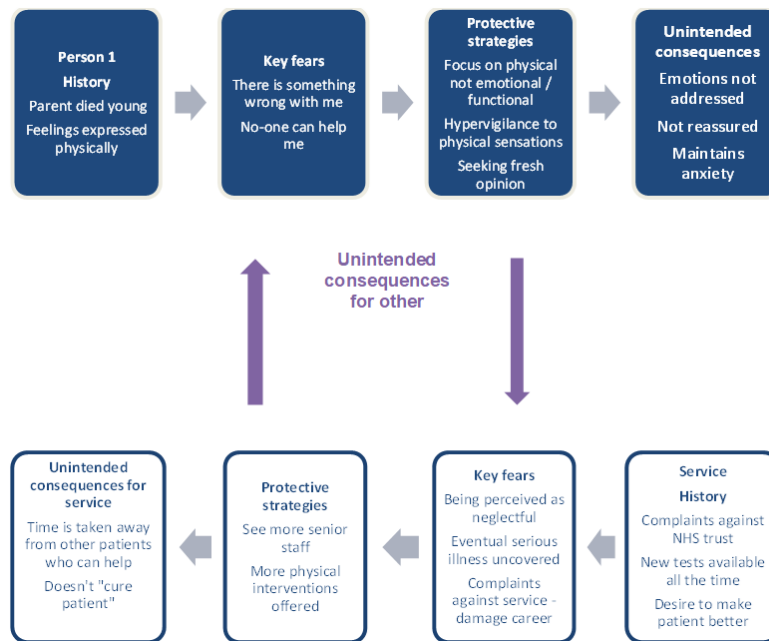 Person 1
History
Parent died young
Feelings expressed
physically
Key fears
There is something
wrong with me
No-one can help
me
Protective
strategies
Focus on physical
not emotional /
functional
Hypervigilance to
physical sensations
Seeking fresh
opinion
Unintended
consequences
Emotions not
addressed
Not reassured
Maintains
anxiety
Unintended
consequences
for other
Unintended
consequences for
service
Time is taken away
from other patients
who can help
Doesn't "cure
patient"
Protective
strategies
See more senior
staff
More physical
interventions
offered
Key fears
Being perceived as
neglectful
Eventual serious
illness uncovered
Complaints
against service -
damage career
Service
History
Complaints against
NHS trust
New tests available
all the time
Desire to make
patient better